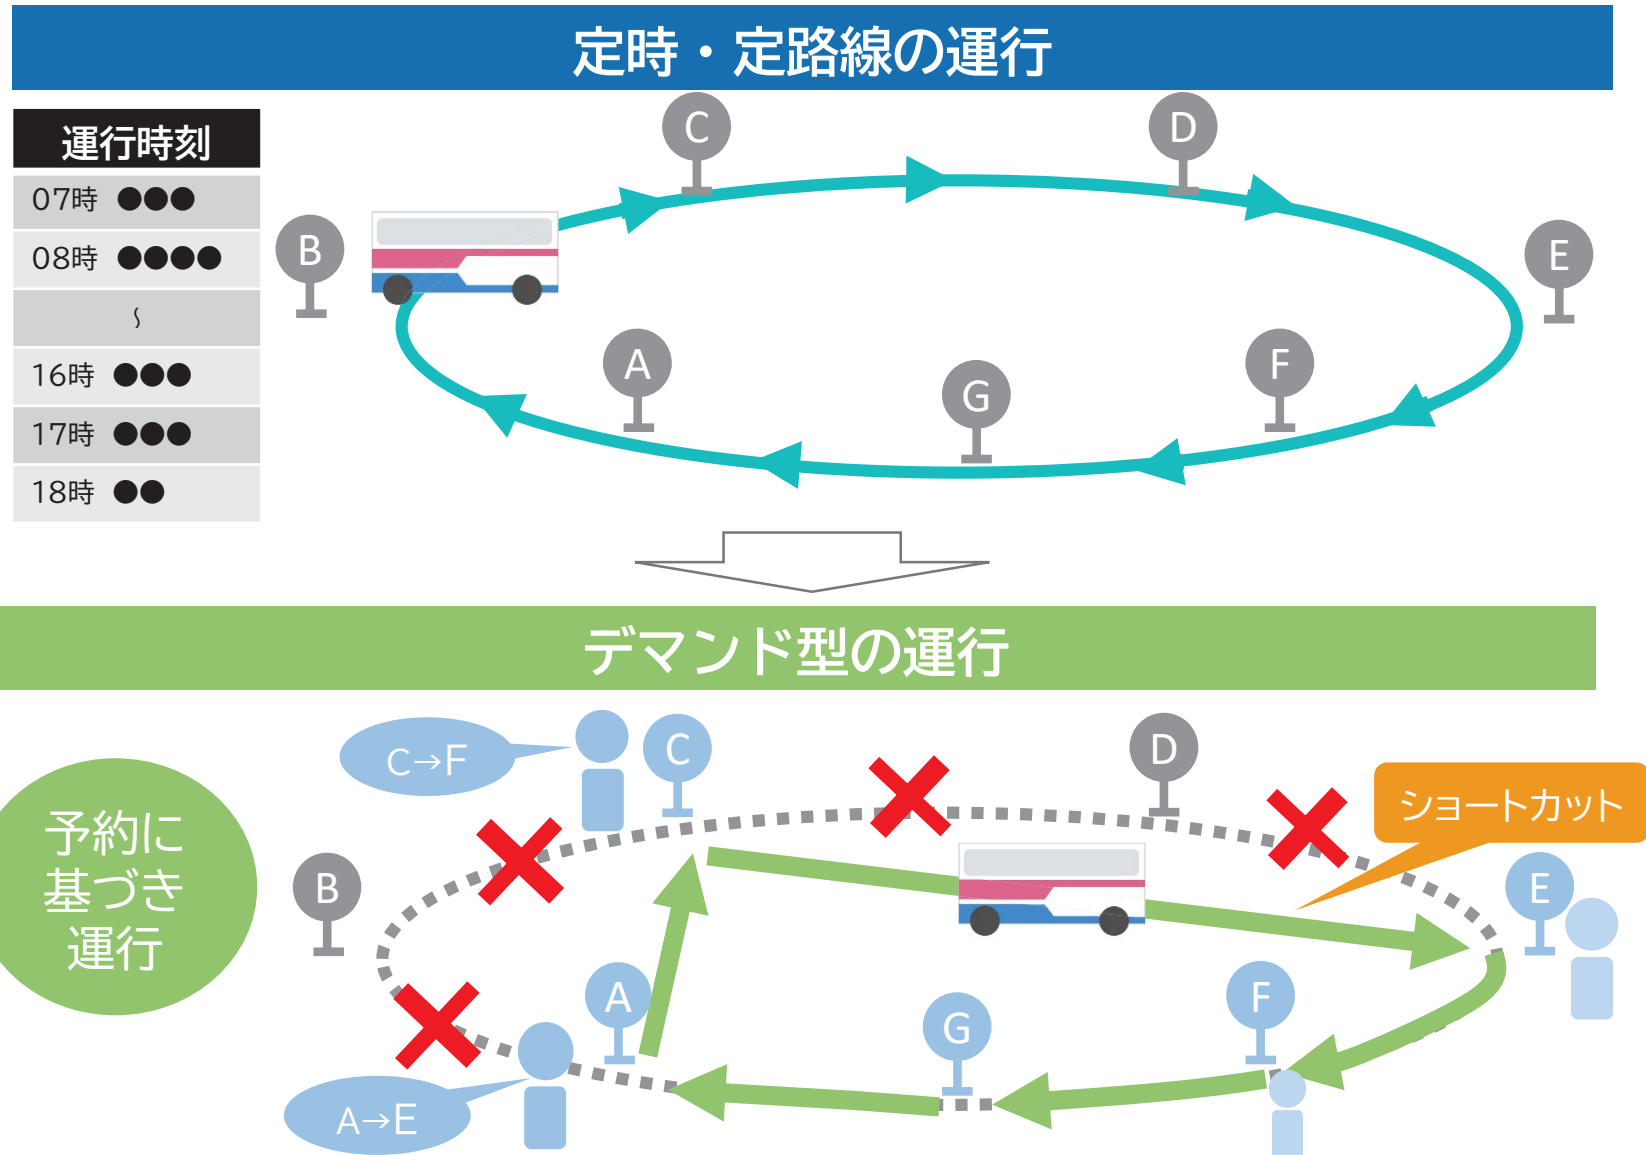 定時・定路線の運行
運行時刻
07時 ●●●
08時 ●●●●
〜
16時 ●●●
17時 ●●●
18時 ●●
C
D
B
E
A
G
F
デマンド型の運行
予約に
基づき
運行
C→F
C
D
ショートカット
B
E
A
G
F
A→E